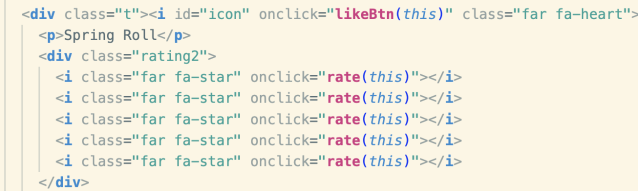 <div class="t"><i id="icon" onclick="likeBtn(this)" class="far fa-heart">
<p>Spring Roll</p>
<div class="rating2">
<i class="far fa-star" onclick="rate(this)"></i>
<i class="far fa-star" onclick="rate(this)"></i>
<i class="far fa-star" onclick="rate(this)"></i>
<i class="far fa-star" onclick="rate(this)"></i>
<i class="far fa-star" onclick="rate(this)"></i>
</div>